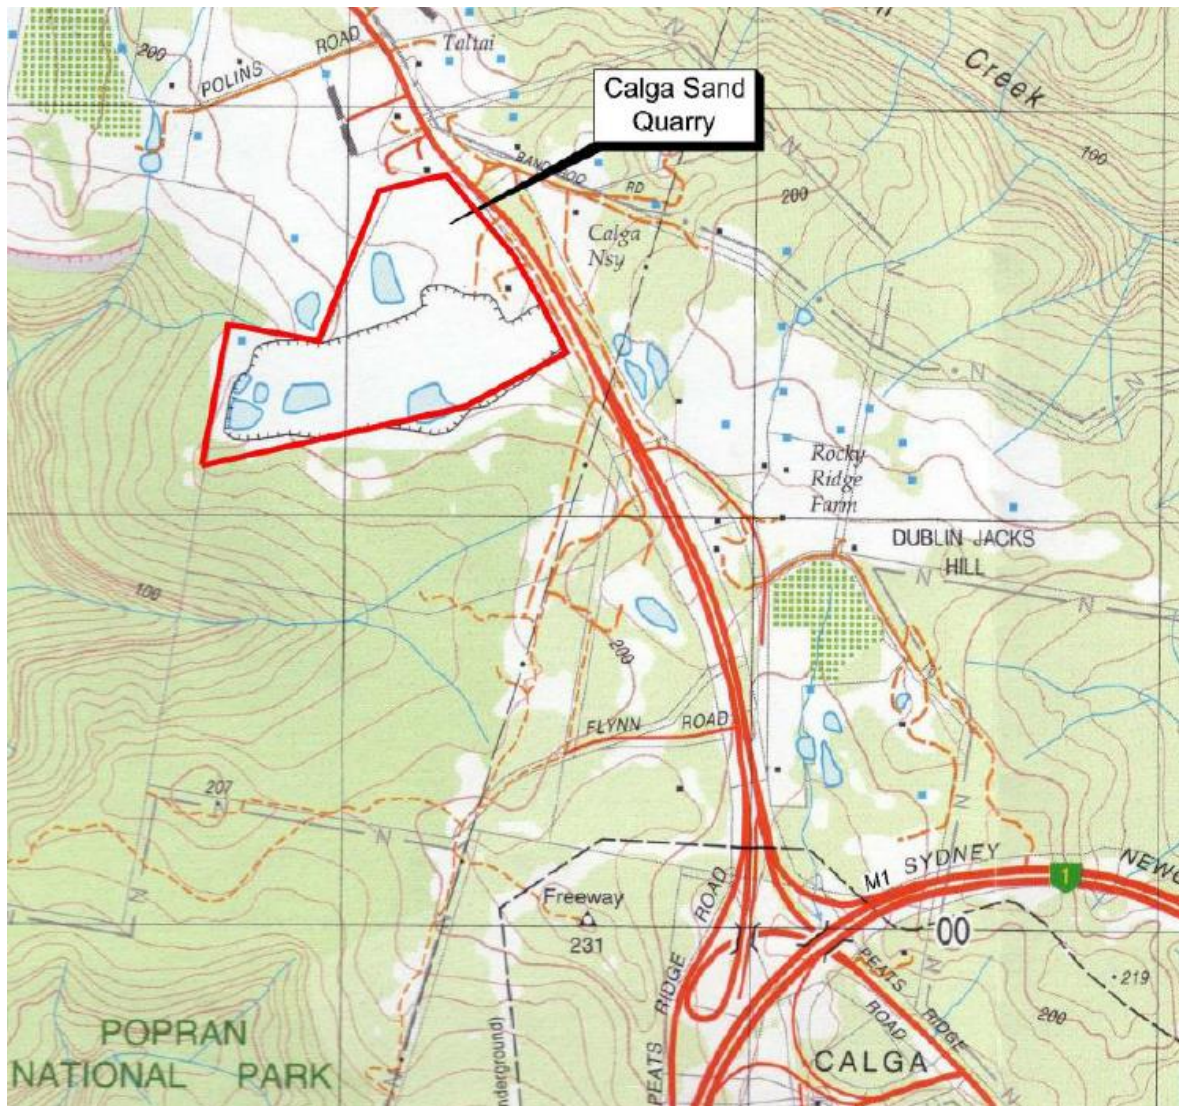 200
POLINS ROAD
Taltai
Creek
Calga Sand
Quarry
100
RD
200
N
N
Calga
Nsy
N
N
N
N
Rocky
Ridge
Farm
DUBLIN JACKS
HILL
N
N
100
200
FLYNN ROAD
207
N
N
N
N
N
M1 SYDNEY
1
Freeway
231
ROAD
RIDGE
PEATS
00
N
PEATS
RIDGE
ROAD
219
200
POPRAN
NATIONAL PARK
CALGA
N